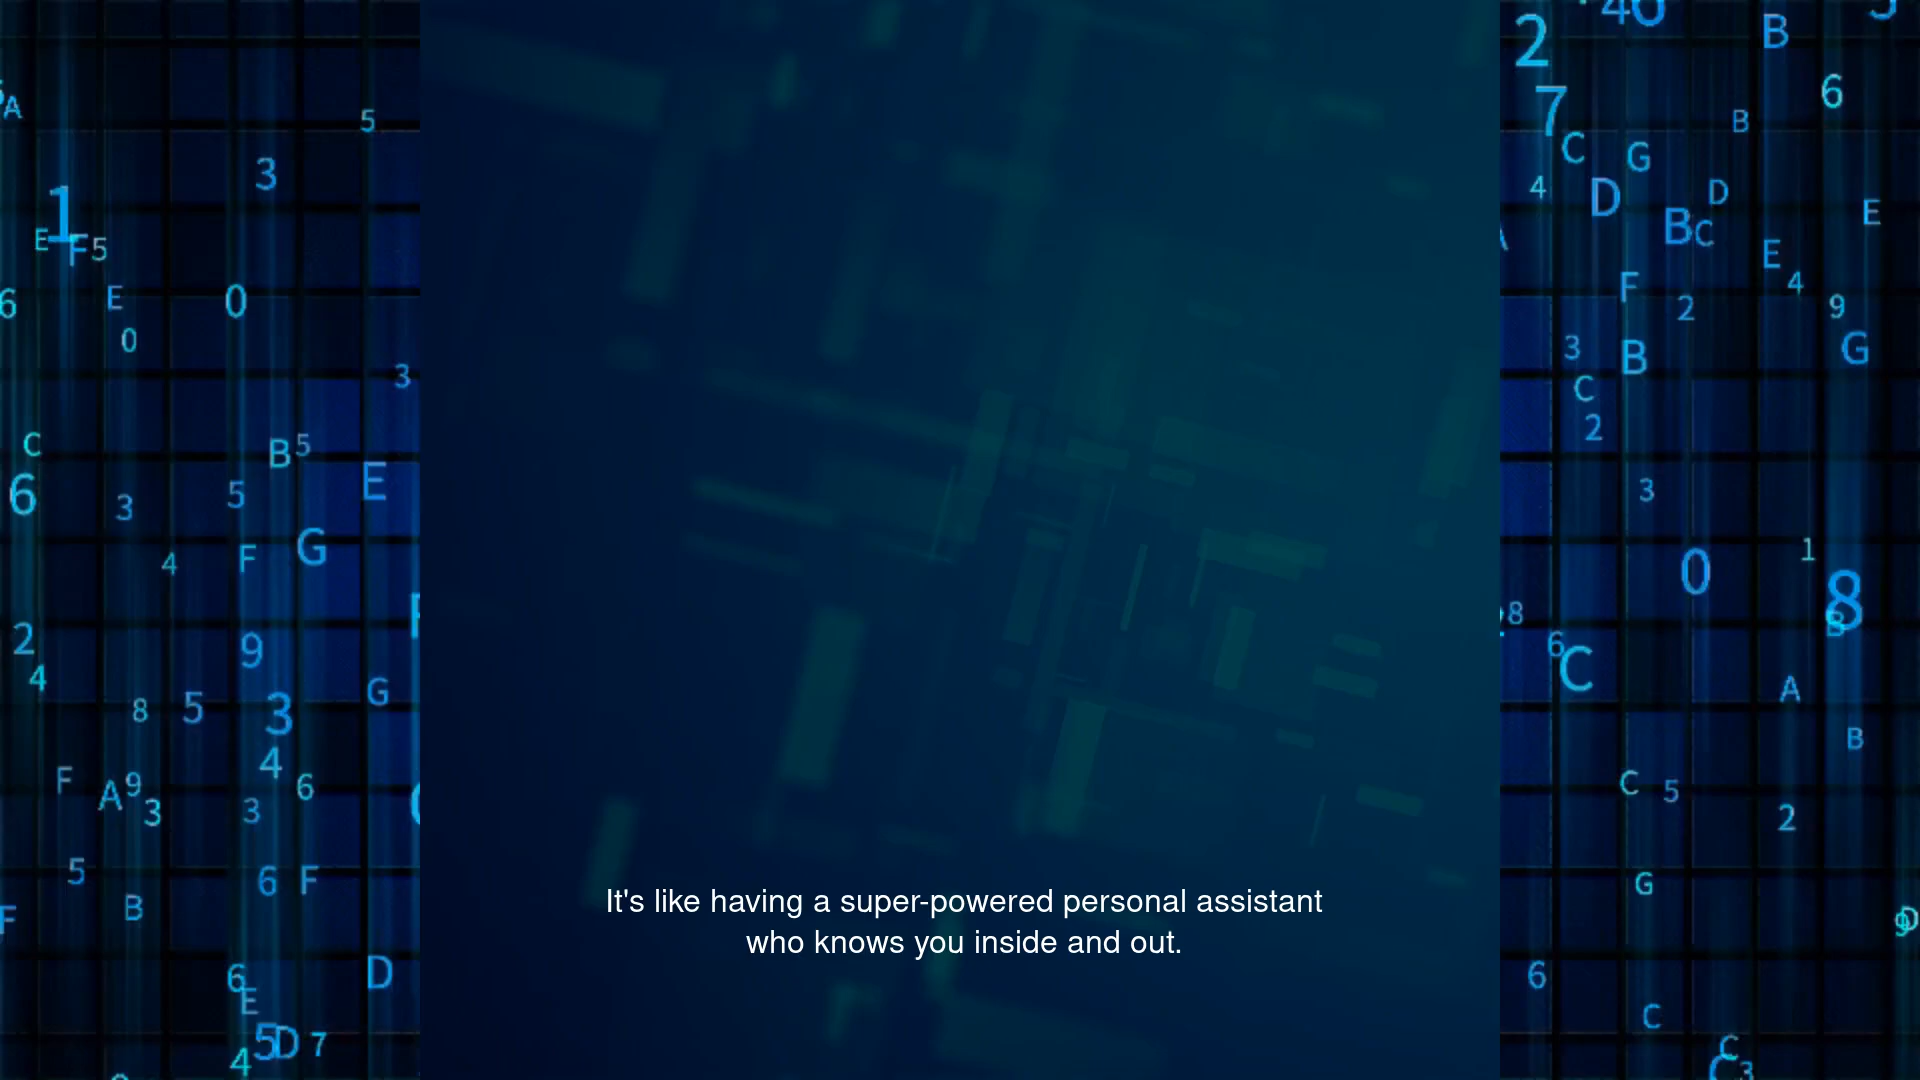 It's like having a super-powered personal assistant
who knows you inside and out.